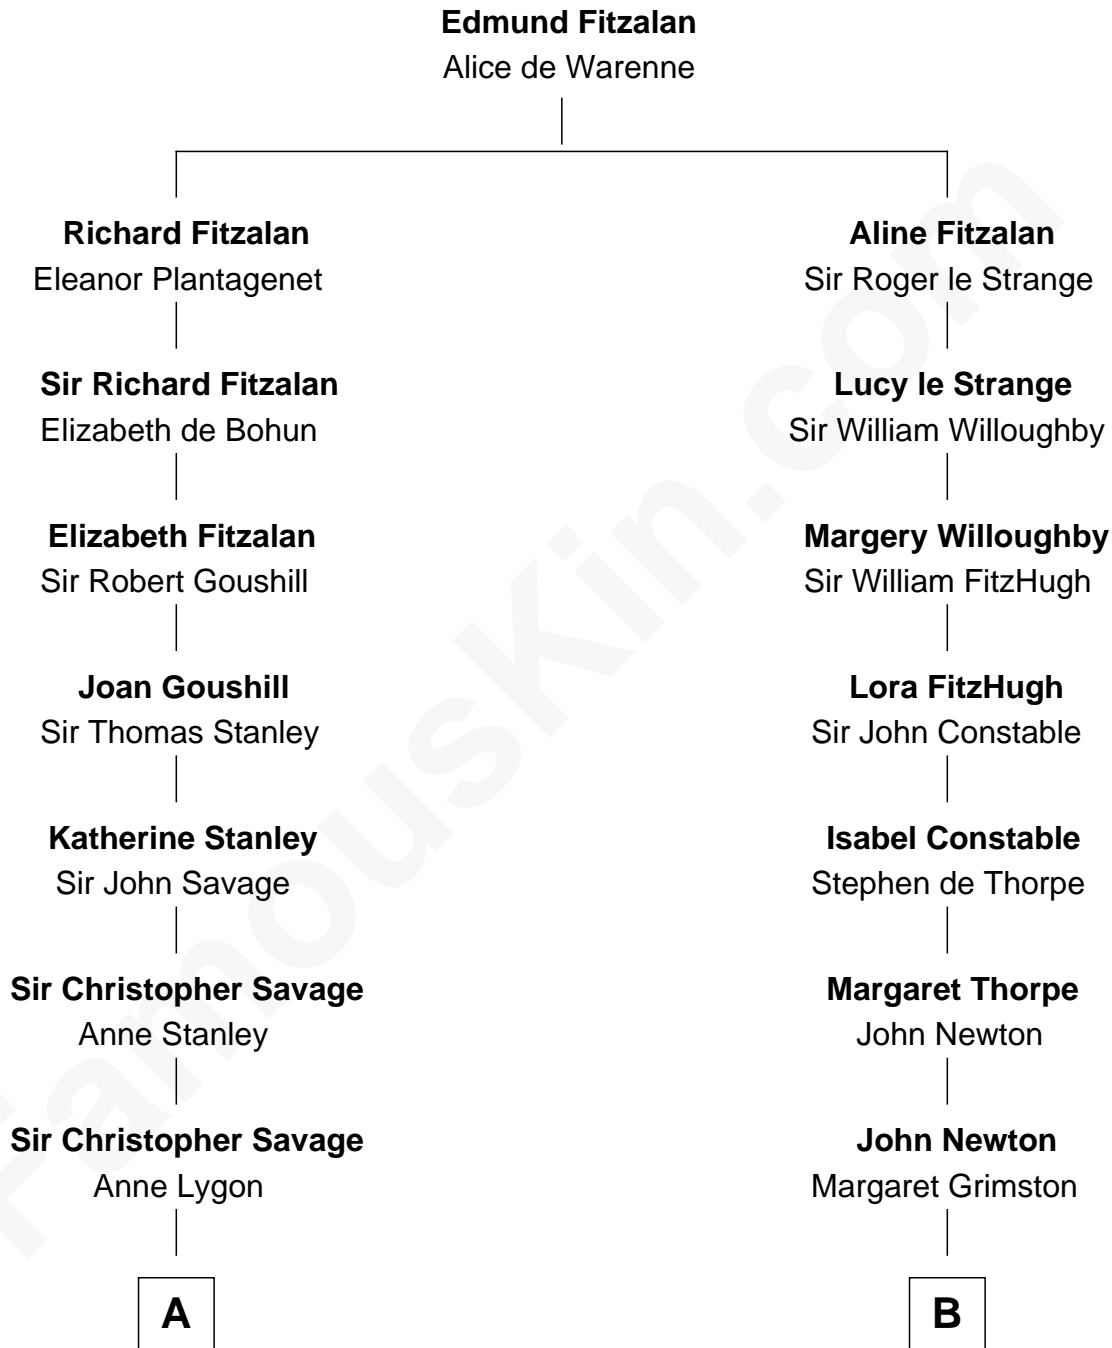 Edmund Fitzalan
Alice de Warenne
Richard Fitzalan
Eleanor Plantagenet
Sir Richard Fitzalan
Elizabeth de Bohun
Elizabeth Fitzalan
Sir Robert Goushill
Joan Goushill
Sir Thomas Stanley
Katherine Stanley
Sir John Savage
Sir Christopher Savage
Anne Stanley
Sir Christopher Savage
Anne Lygon
A
Aline Fitzalan
Sir Roger le Strange
Lucy le Strange
Sir William Willoughby
Margery Willoughby
Sir William FitzHugh
Lora FitzHugh
Sir John Constable
Isabel Constable
Stephen de Thorpe
Margaret Thorpe
John Newton
John Newton
Margaret Grimston
B
FamousKin.com